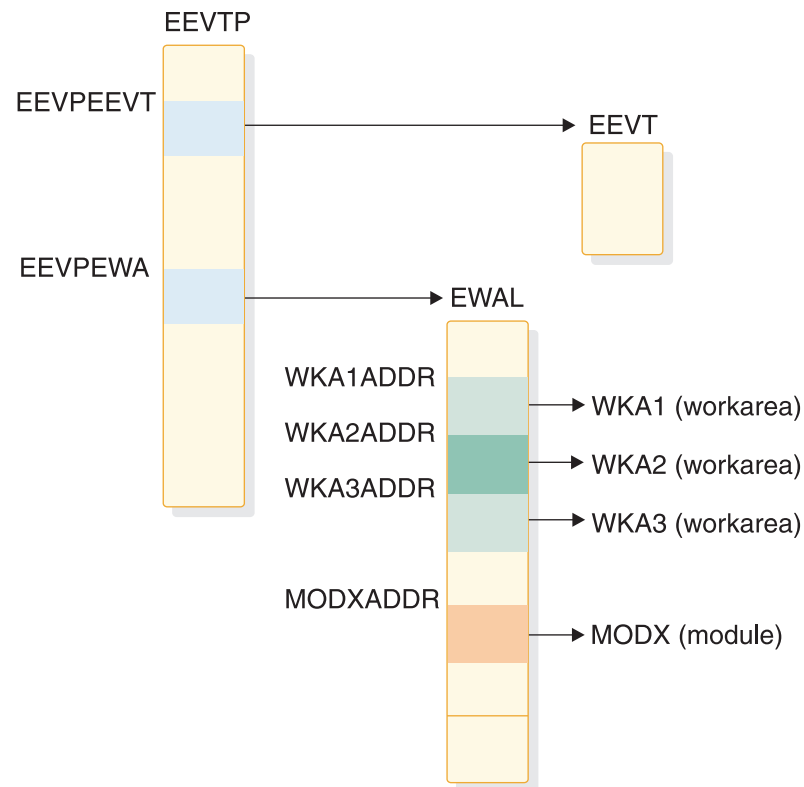 EEVTP
EEVPEEVT
EEVT
EEVPEWA
EWAL
WKA1ADDR
WKA1 (workarea)
WKA2ADDR
WKA2 (workarea)
WKA3ADDR
WKA3 (workarea)
MODXADDR
MODX (module)